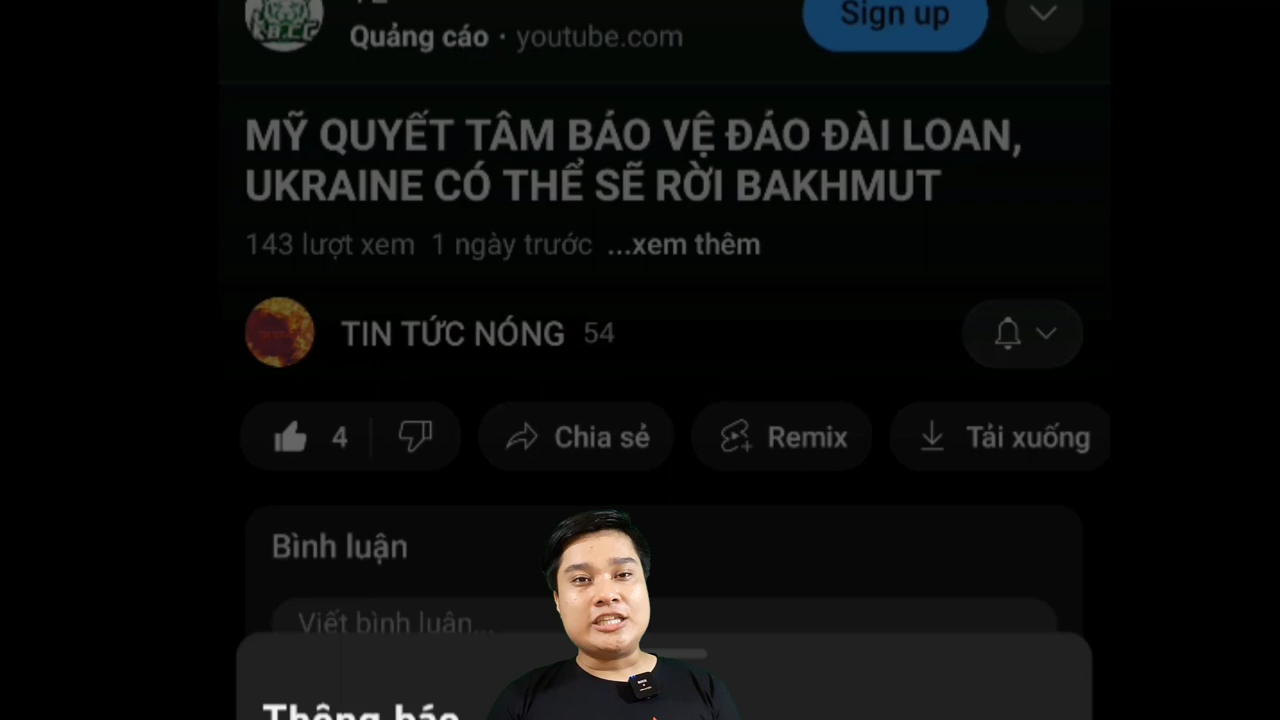 Quảng cáo · youtube.com
Sign up
MỸ QUYẾT TÂM BẢO VỆ ĐẢO ĐÀI LOAN,
UKRAINE CÓ THỂ SẼ RỜI BAKHMUT
143 lượt xem 1 ngày trước ...xem thêm
TIN TỨC NÓNG 54
4 Chia sẻ Remix Tải xuống
Bình luận
Viết bình luận...
Thông báo